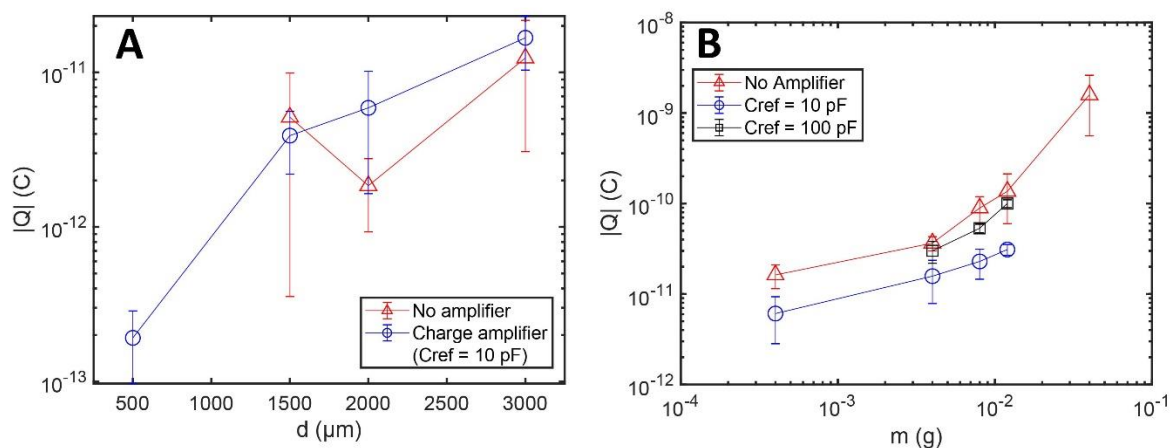 A
|Q| (C)
10⁻¹¹
10⁻¹²
10⁻¹³
No amplifier
Charge amplifier
(Cref = 10 pF)
500 1000 1500 2000 2500 3000
d (μm)
B
|Q| (C)
10⁻⁸
10⁻⁹
10⁻¹⁰
10⁻¹¹
10⁻¹²
No Amplifier
Cref = 10 pF
Cref = 100 pF
10⁻⁴ 10⁻³ 10⁻² 10⁻¹
m (g)